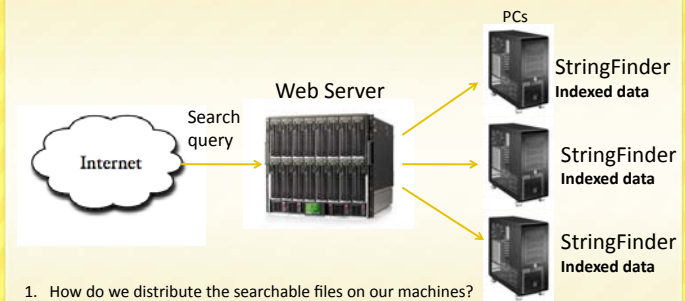 PCs
StringFinder
Indexed data
Web Server
Search
query
Internet
StringFinder
Indexed data
StringFinder
Indexed data
1. How do we distribute the searchable files on our machines?